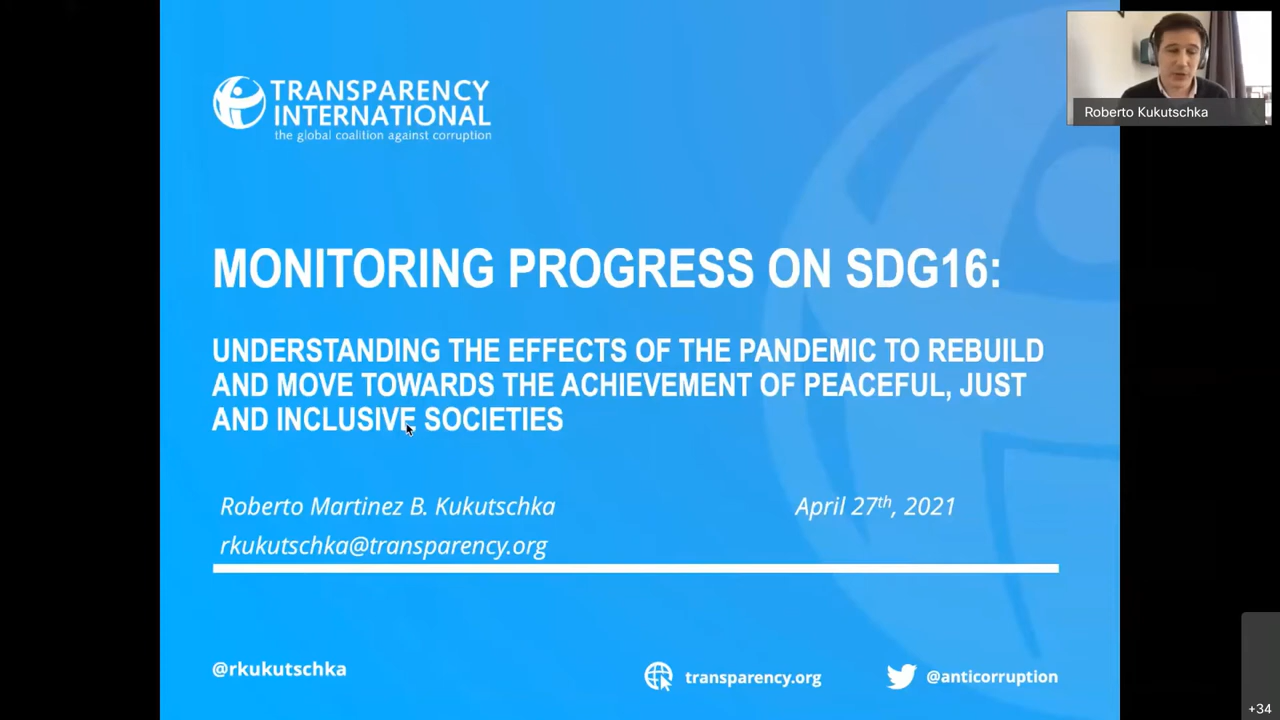 TRANSPARENCY
INTERNATIONAL
the global coalition against corruption
Roberto Kukutschka
MONITORING PROGRESS ON SDG16:
UNDERSTANDING THE EFFECTS OF THE PANDEMIC TO REBUILD
AND MOVE TOWARDS THE ACHIEVEMENT OF PEACEFUL, JUST
AND INCLUSIVE SOCIETIES
Roberto Martinez B. Kukutschka
April 27th, 2021
rkukutschka@transparency.org
@rkukutschka
transparency.org
@anticorruption
+34